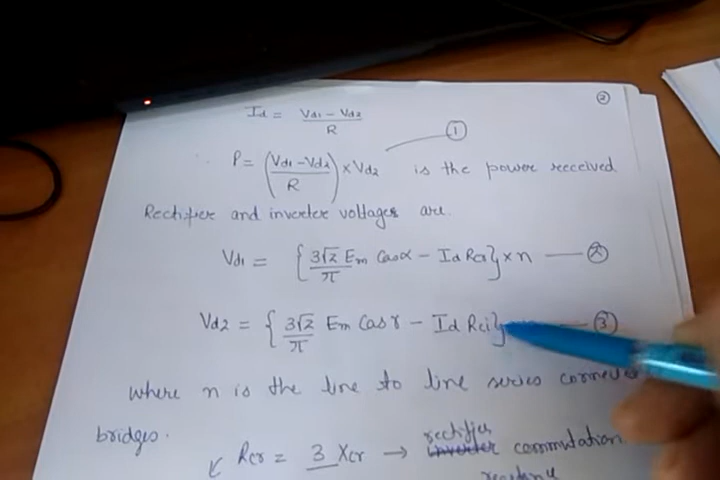 ②
Id = Vd1 - Vd2 / R
P = (Vd1 - Vd2 / R) × Vd2 is the power received ①
Rectifier and inverter voltages are.
Vd1 = { 3√2/π Em Cosα - Id Rcr } × n —— ②
Vd2 = { 3√2/π Em Cos γ - Id Rci } —— ③
where n is the line to line series
bridges.
Rcr = 3 Xcr → rectifier commutation